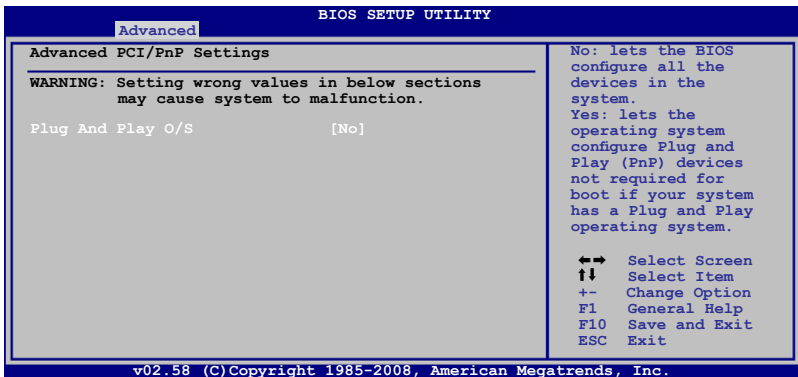 BIOS SETUP UTILITY
Advanced
Advanced PCI/PnP Settings
WARNING: Setting wrong values in below sections
may cause system to malfunction.
Plug And Play O/S [No]
No: lets the BIOS
configure all the
devices in the
system.
Yes: lets the
operating system
configure Plug and
Play (PnP) devices
not required for
boot if your system
has a Plug and Play
operating system.
←→ Select Screen
↑↓ Select Item
+- Change Option
F1 General Help
F10 Save and Exit
ESC Exit
v02.58 (C)Copyright 1985-2008, American Megatrends, Inc.